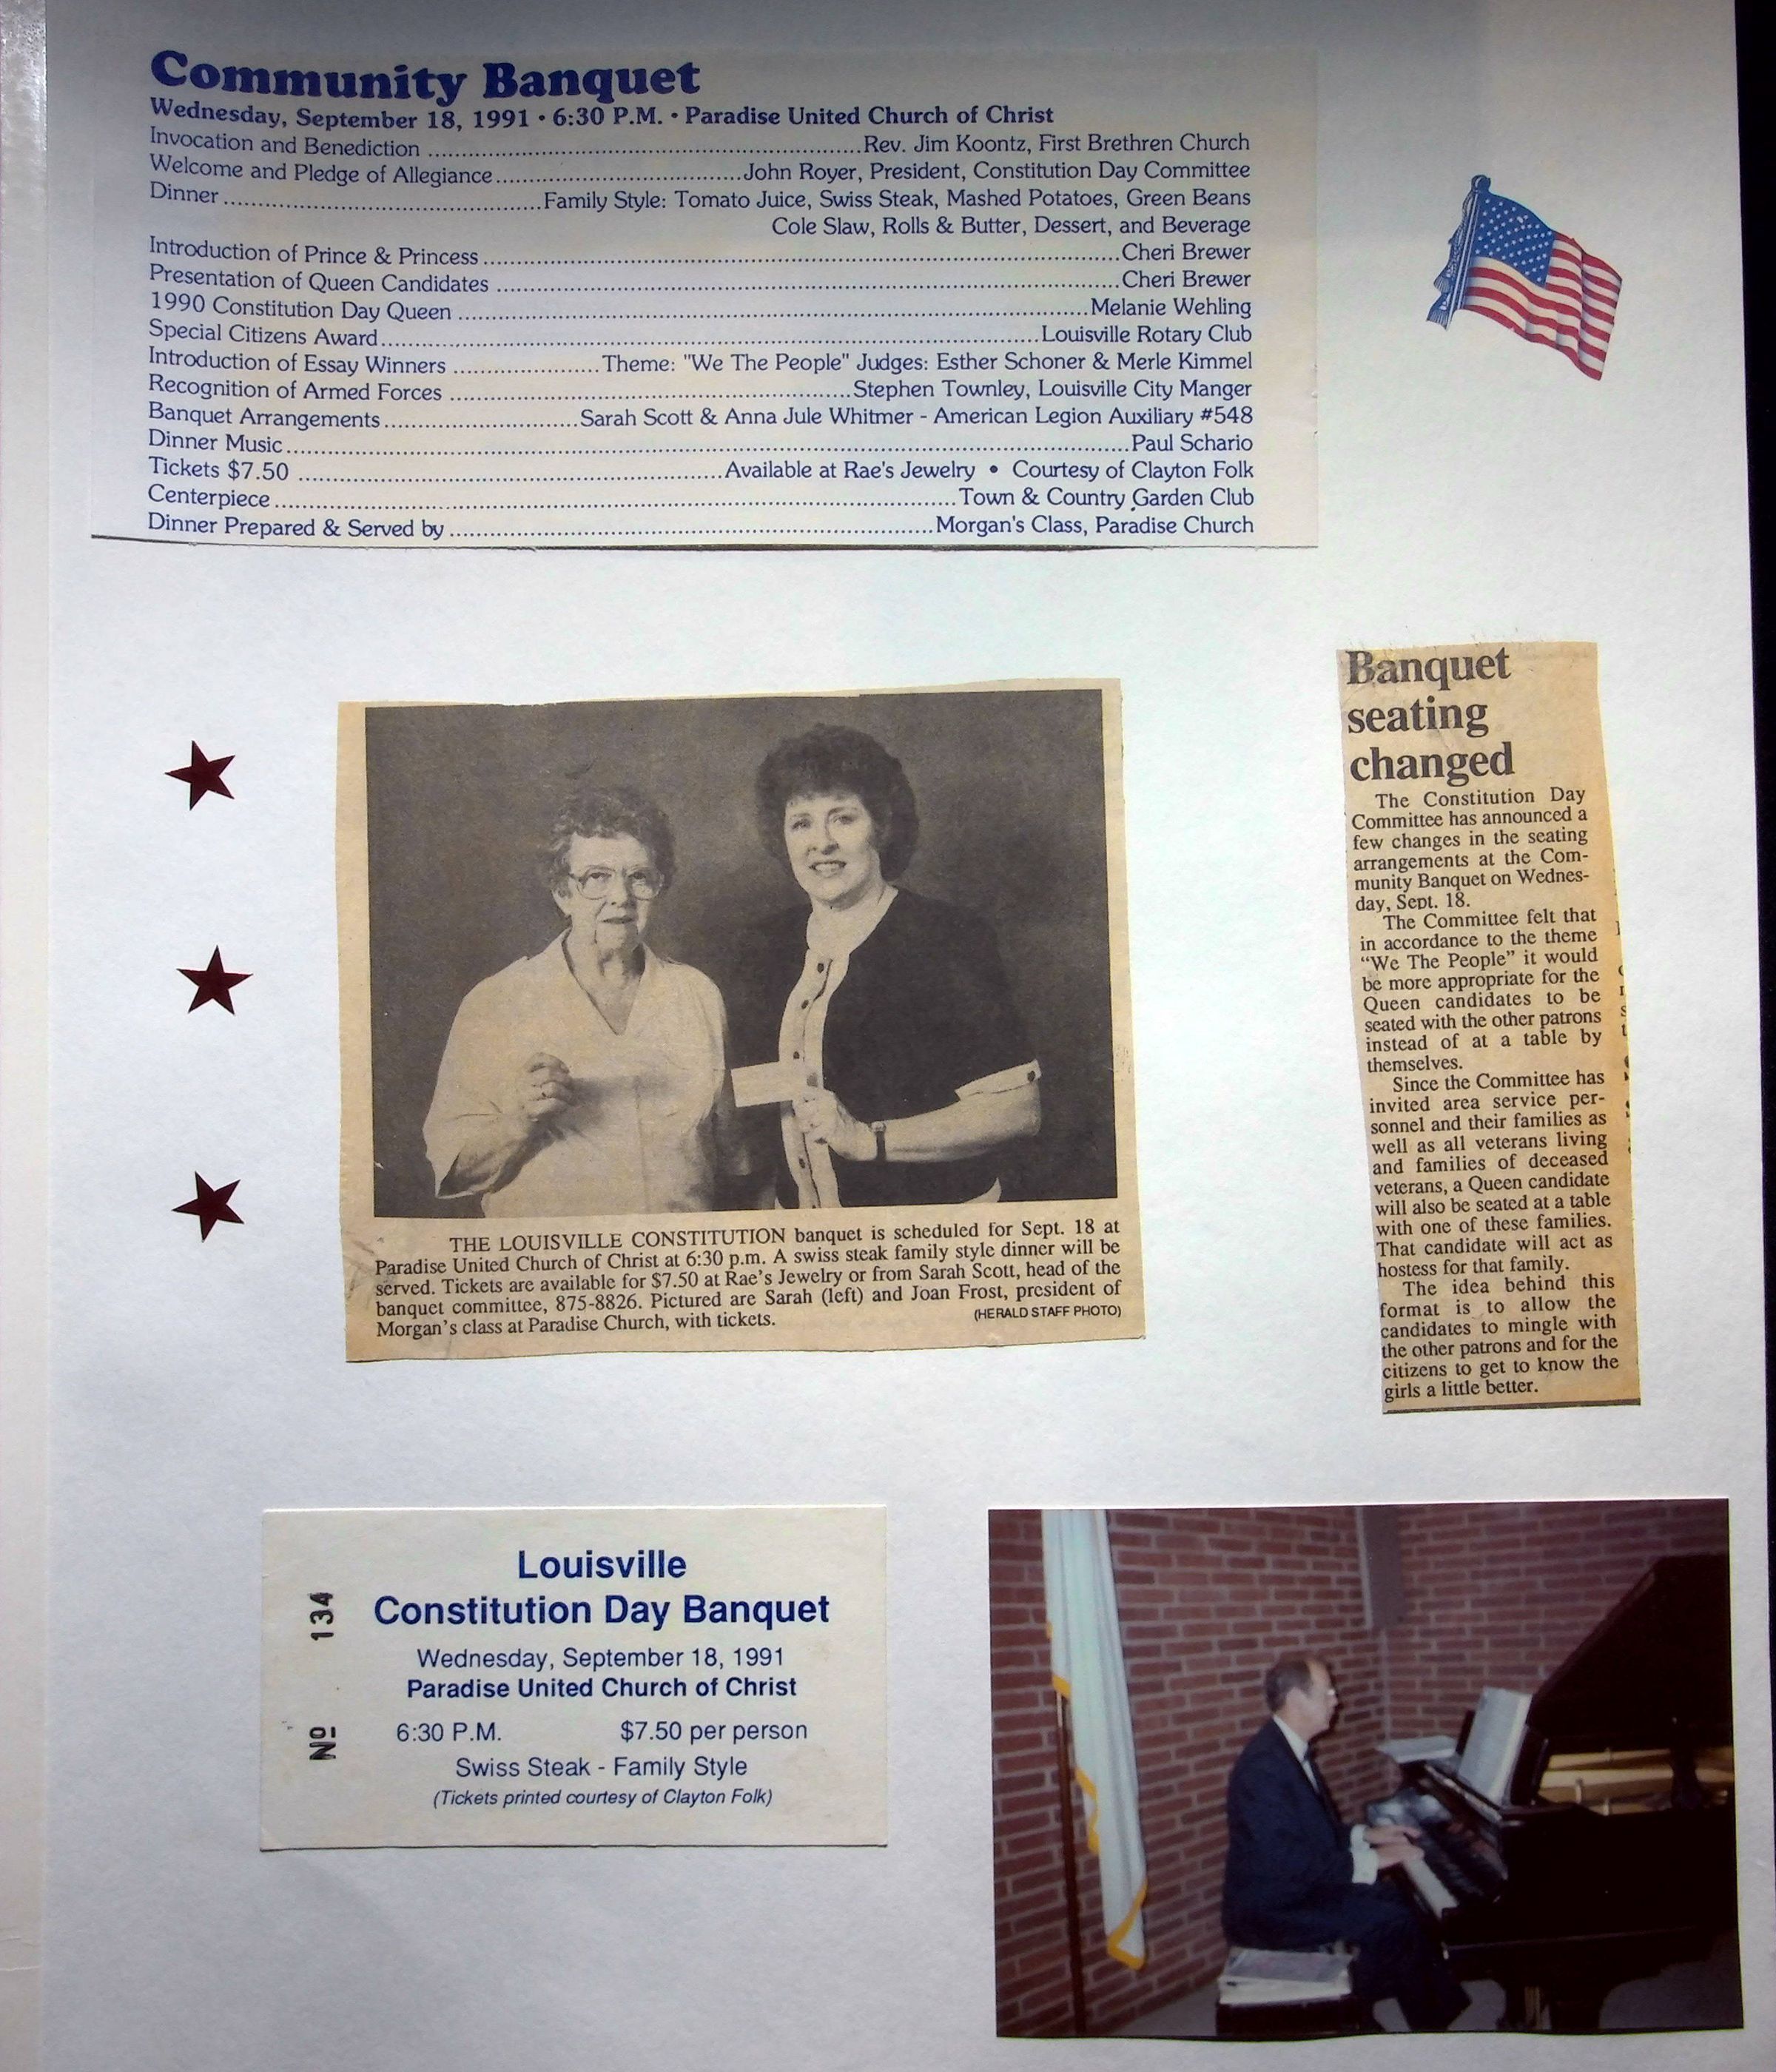 Community Banquet
Wednesday, September 18, 1991 • 6:30 P.M. • Paradise United Church of Christ
Invocation and Benediction ........ Rev. Jim Koontz, First Brethren Church
Welcome and Pledge of Allegiance ........ John Royer, President, Constitution Day Committee
Dinner ........ Family Style: Tomato Juice, Swiss Steak, Mashed Potatoes, Green Beans
Cole Slaw, Rolls & Butter, Dessert, and Beverage
Introduction of Prince & Princess ........ Cheri Brewer
Presentation of Queen Candidates ........ Cheri Brewer
1990 Constitution Day Queen ........ Melanie Wehling
Special Citizens Award ........ Louisville Rotary Club
Introduction of Essay Winners ........ Theme: "We The People" Judges: Esther Schoner & Merle Kimmel
Recognition of Armed Forces ........ Stephen Townley, Louisville City Manger
Banquet Arrangements ........ Sarah Scott & Anna Jule Whitmer - American Legion Auxiliary #548
Dinner Music ........ Paul Schario
Tickets $7.50 ........ Available at Rae's Jewelry • Courtesy of Clayton Folk
Centerpiece ........ Town & Country Garden Club
Dinner Prepared & Served by ........ Morgan's Class, Paradise Church
THE LOUISVILLE CONSTITUTION banquet is scheduled for Sept. 18 at
Paradise United Church of Christ at 6:30 p.m. A swiss steak family style dinner will be
served. Tickets are available for $7.50 at Rae's Jewelry or from Sarah Scott, head of the
banquet committee, 875-8826. Pictured are Sarah (left) and Joan Frost, president of
Morgan's class at Paradise Church, with tickets.
(HERALD STAFF PHOTO)
Banquet
seating
changed
The Constitution Day
Committee has announced a
few changes in the seating
arrangements at the Com-
munity Banquet on Wednes-
day, Sept. 18.
The Committee felt that
in accordance to the theme
“We The People” it would
be more appropriate for the
Queen candidates to be
seated with the other patrons
instead of at a table by
themselves.
Since the Committee has
invited area service per-
sonnel and their families as
well as all veterans living
and families of deceased
veterans, a Queen candidate
will also be seated at a table
with one of these families.
That candidate will act as
hostess for that family.
The idea behind this
format is to allow the
candidates to mingle with
the other patrons and for the
citizens to get to know the
girls a little better.
Nº 134
Louisville
Constitution Day Banquet
Wednesday, September 18, 1991
Paradise United Church of Christ
6:30 P.M. $7.50 per person
Swiss Steak - Family Style
(Tickets printed courtesy of Clayton Folk)